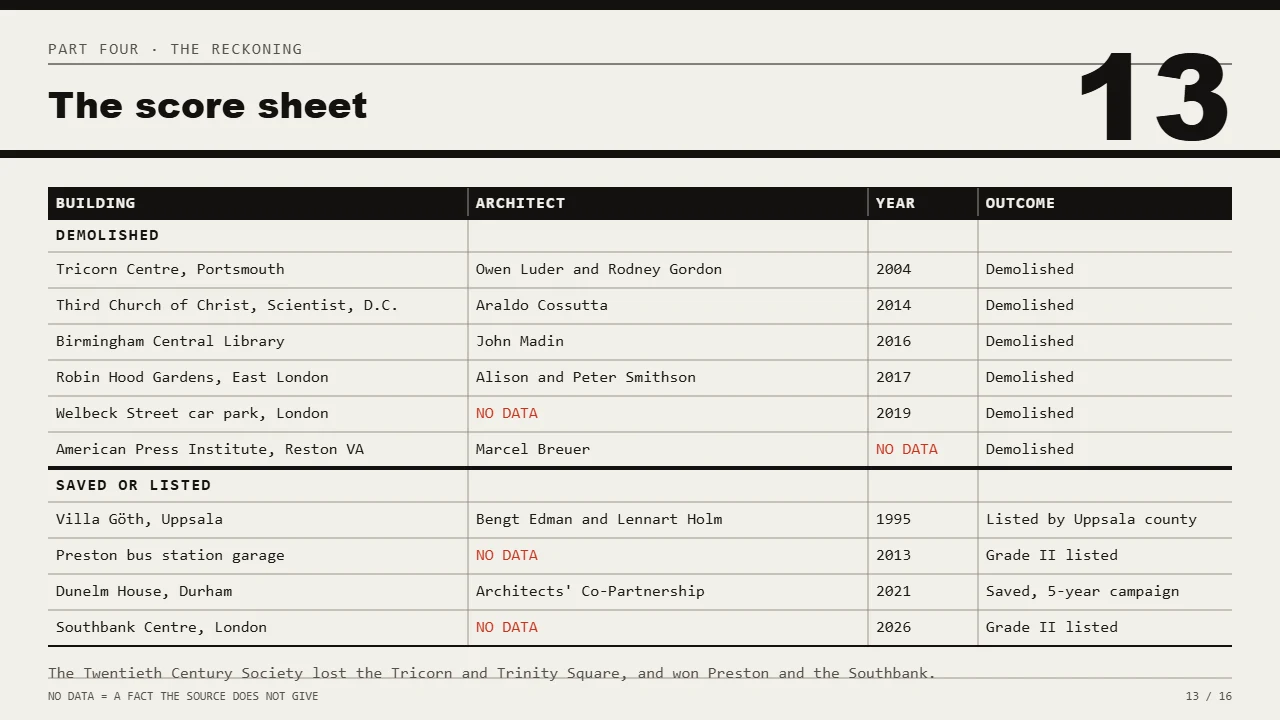 PART FOUR · THE RECKONING
The score sheet
13
BUILDING ARCHITECT YEAR OUTCOME
DEMOLISHED
Tricorn Centre, Portsmouth Owen Luder and Rodney Gordon 2004 Demolished
Third Church of Christ, Scientist, D.C. Araldo Cossutta 2014 Demolished
Birmingham Central Library John Madin 2016 Demolished
Robin Hood Gardens, East London Alison and Peter Smithson 2017 Demolished
Welbeck Street car park, London NO DATA 2019 Demolished
American Press Institute, Reston VA Marcel Breuer NO DATA Demolished
SAVED OR LISTED
Villa Göth, Uppsala Bengt Edman and Lennart Holm 1995 Listed by Uppsala county
Preston bus station garage NO DATA 2013 Grade II listed
Dunelm House, Durham Architects' Co-Partnership 2021 Saved, 5-year campaign
Southbank Centre, London NO DATA 2026 Grade II listed
The Twentieth Century Society lost the Tricorn and Trinity Square, and won Preston and the Southbank.
NO DATA = A FACT THE SOURCE DOES NOT GIVE
13 / 16